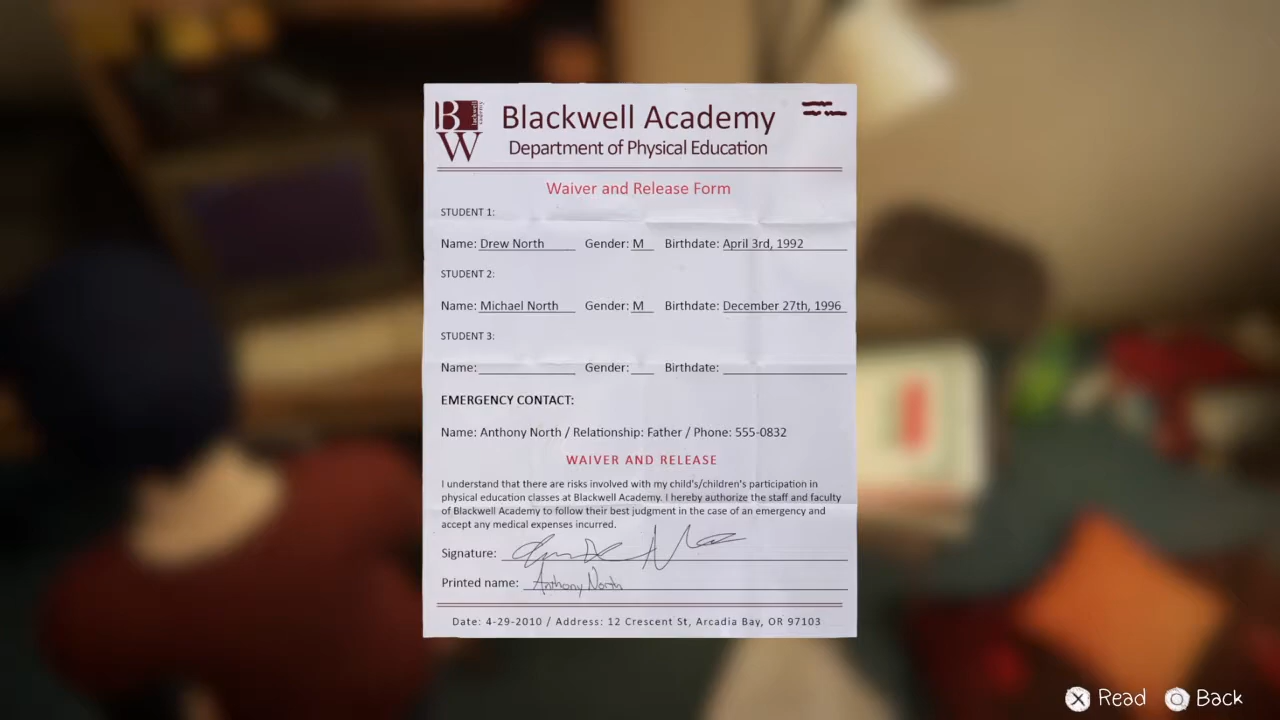 BW Blackwell academy
Blackwell Academy
Department of Physical Education
Waiver and Release Form
STUDENT 1:
Name: Drew North Gender: M Birthdate: April 3rd, 1992
STUDENT 2:
Name: Michael North Gender: M Birthdate: December 27th, 1996
STUDENT 3:
Name: Gender: Birthdate:
EMERGENCY CONTACT:
Name: Anthony North / Relationship: Father / Phone: 555-0832
WAIVER AND RELEASE
I understand that there are risks involved with my child's/children's participation in
physical education classes at Blackwell Academy. I hereby authorize the staff and faculty
of Blackwell Academy to follow their best judgment in the case of an emergency and
accept any medical expenses incurred.
Signature:
Printed name: Anthony North
Date: 4-29-2010 / Address: 12 Crescent St, Arcadia Bay, OR 97103
Read Back